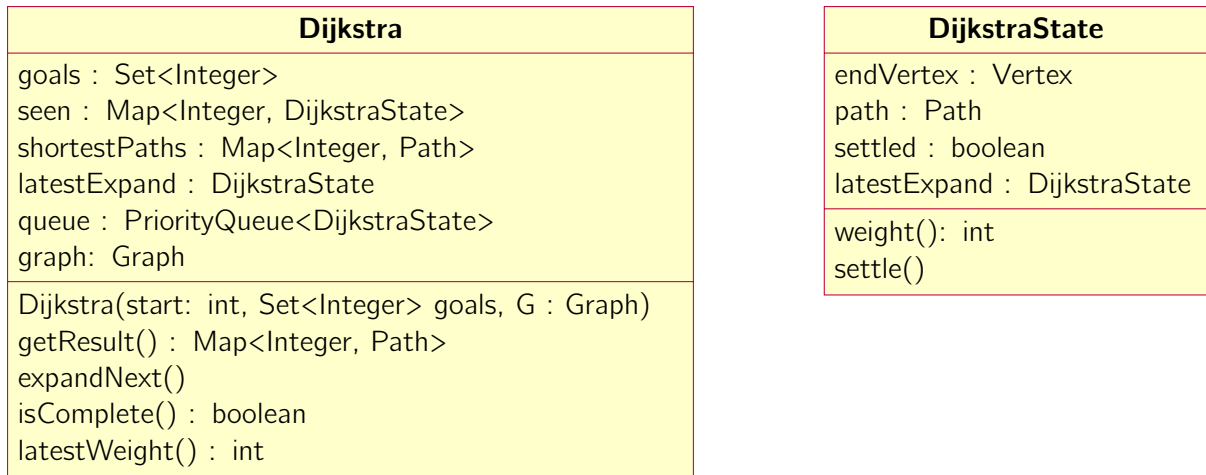 Dijkstra
goals : Set<Integer>
seen : Map<Integer, DijkstraState>
shortestPaths : Map<Integer, Path>
latestExpand : DijkstraState
queue : PriorityQueue<DijkstraState>
graph: Graph
Dijkstra(start: int, Set<Integer> goals, G : Graph)
getResult() : Map<Integer, Path>
expandNext()
isComplete() : boolean
latestWeight() : int
DijkstraState
endVertex : Vertex
path : Path
settled : boolean
latestExpand : DijkstraState
weight(): int
settle()